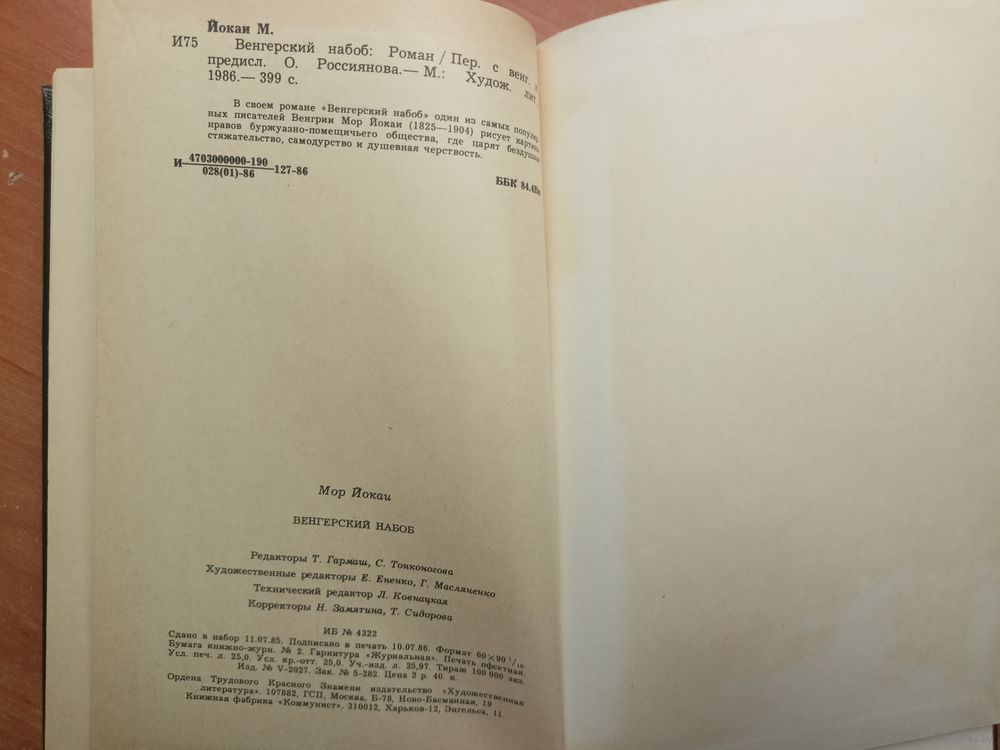 Йокаи М.
И75 Венгерский набоб: Роман / Пер. с венг. и
предисл. О. Россиянова.— М.: Худож. лит.,
1986.— 399 с.
В своем романе «Венгерский набоб» один из самых популяр-
ных писателей Венгрии Мор Йокаи (1825—1904) рисует картины
нравов буржуазно-помещичьего общества, где царят бездушное
стяжательство, самодурство и душевная черствость.
И 4703000000-190
028(01)-86 127-86
ББК 84.4Вн
Мор Йокаи
ВЕНГЕРСКИЙ НАБОБ
Редакторы Т. Гармаш, С. Тонконогова
Художественные редакторы Е. Ененко, Г. Масляненко
Технический редактор Л. Ковнацкая
Корректоры Н. Замятина, Т. Сидорова
ИБ № 4322
Сдано в набор 11.07.85. Подписано в печать 10.07.86. Формат 60×90 1/16.
Бумага книжно-журн. № 2. Гарнитура «Журнальная». Печать офсетная.
Усл. печ. л. 25,0. Усл. кр.-отт. 25,0. Уч.-изд. л. 25,97. Тираж 100 000 экз.
Изд. № V-2027. Зак. № 5-282. Цена 2 р. 40. к.
Ордена Трудового Красного Знамени издательство «Художественная
литература». 107882, ГСП, Москва, Б-78, Ново-Басманная, 19
Книжная фабрика «Коммунист», 310012, Харьков-12, Энгельса, 11.